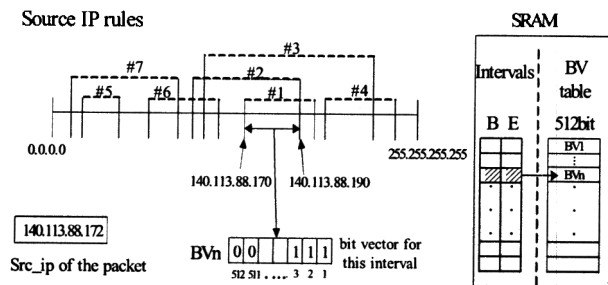 Source IP rules
SRAM
#3
#7
#2
Intervals
BV
table
#5
#6
#1
#4
B E
512bit
BV1
0.0.0.0
255.255.255.255
BVn
140.113.88.170
140.113.88.190
140.113.88.172
BVn 0 0 1 1 1
bit vector for
this interval
Src_ip of the packet
512 511 .... 3 2 1